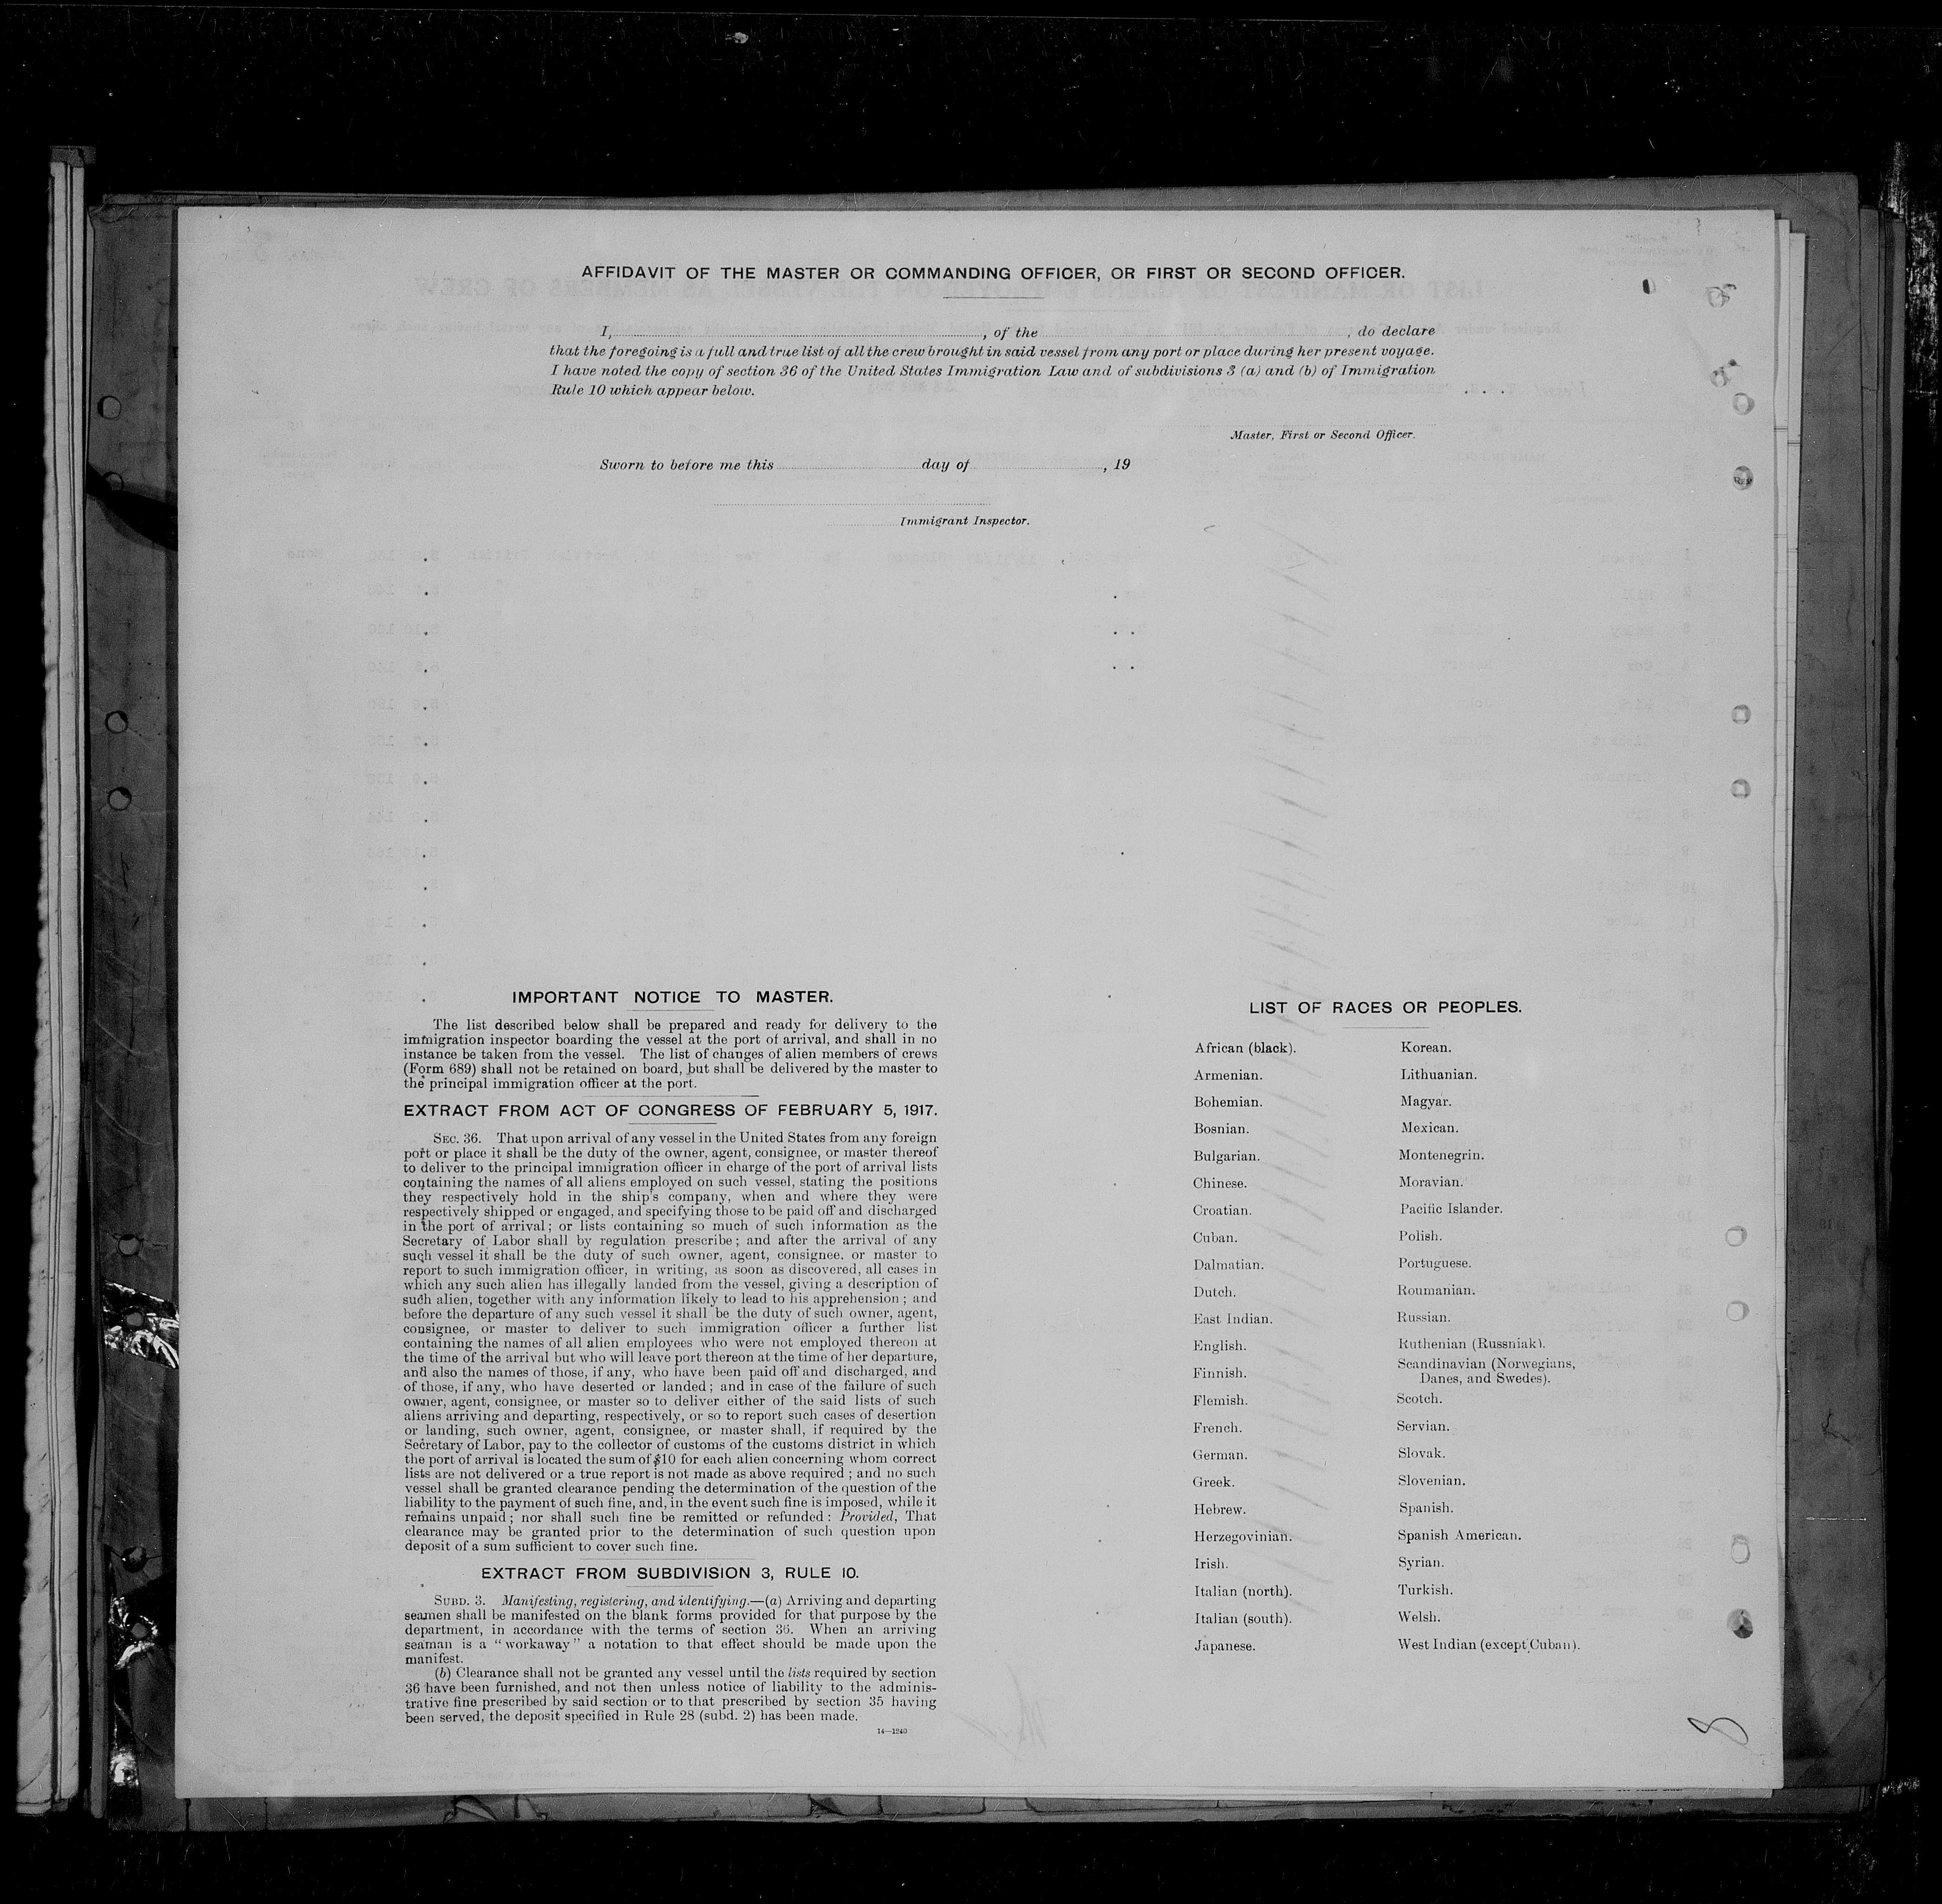 AFFIDAVIT OF THE MASTER OR COMMANDING OFFICER, OR FIRST OR SECOND OFFICER.
I, , of the , do declare
that the foregoing is a full and true list of all the crew brought in said vessel from any port or place during her present voyage.
I have noted the copy of section 36 of the United States Immigration Law and of subdivisions 3 (a) and (b) of Immigration
Rule 10 which appear below.
Master, First or Second Officer.
Sworn to before me this day of , 19
Immigrant Inspector.
IMPORTANT NOTICE TO MASTER.
The list described below shall be prepared and ready for delivery to the
immigration inspector boarding the vessel at the port of arrival, and shall in no
instance be taken from the vessel. The list of changes of alien members of crews
(Form 689) shall not be retained on board, but shall be delivered by the master to
the principal immigration officer at the port.
EXTRACT FROM ACT OF CONGRESS OF FEBRUARY 5, 1917.
SEC. 36. That upon arrival of any vessel in the United States from any foreign
port or place it shall be the duty of the owner, agent, consignee, or master thereof
to deliver to the principal immigration officer in charge of the port of arrival lists
containing the names of all aliens employed on such vessel, stating the positions
they respectively hold in the ship's company, when and where they were
respectively shipped or engaged, and specifying those to be paid off and discharged
in the port of arrival; or lists containing so much of such information as the
Secretary of Labor shall by regulation prescribe; and after the arrival of any
such vessel it shall be the duty of such owner, agent, consignee. or master to
report to such immigration officer, in writing, as soon as discovered, all cases in
which any such alien has illegally landed from the vessel, giving a description of
such alien, together with any information likely to lead to his apprehension; and
before the departure of any such vessel it shall be the duty of such owner, agent,
consignee, or master to deliver to such immigration officer a further list
containing the names of all alien employees who were not employed thereon at
the time of the arrival but who will leave port thereon at the time of her departure,
and also the names of those, if any, who have been paid off and discharged, and
of those, if any, who have deserted or landed; and in case of the failure of such
owner, agent, consignee, or master so to deliver either of the said lists of such
aliens arriving and departing, respectively, or so to report such cases of desertion
or landing, such owner, agent, consignee, or master shall, if required by the
Secretary of Labor, pay to the collector of customs of the customs district in which
the port of arrival is located the sum of $10 for each alien concerning whom correct
lists are not delivered or a true report is not made as above required; and no such
vessel shall be granted clearance pending the determination of the question of the
liability to the payment of such fine, and, in the event such fine is imposed, while it
remains unpaid; nor shall such fine be remitted or refunded: Provided, That
clearance may be granted prior to the determination of such question upon
deposit of a sum sufficient to cover such fine.
EXTRACT FROM SUBDIVISION 3, RULE 10.
SUBD. 3. Manifesting, registering, and identifying.—(a) Arriving and departing
seamen shall be manifested on the blank forms provided for that purpose by the
department, in accordance with the terms of section 36. When an arriving
seaman is a "workaway" a notation to that effect should be made upon the
manifest.
(b) Clearance shall not be granted any vessel until the lists required by section
36 have been furnished, and not then unless notice of liability to the adminis-
trative fine prescribed by said section or to that prescribed by section 35 having
been served, the deposit specified in Rule 28 (subd. 2) has been made.
14—1240
LIST OF RACES OR PEOPLES.
African (black).
Armenian.
Bohemian.
Bosnian.
Bulgarian.
Chinese.
Croatian.
Cuban.
Dalmatian.
Dutch.
East Indian.
English.
Finnish.
Flemish.
French.
German.
Greek.
Hebrew.
Herzegovinian.
Irish.
Italian (north).
Italian (south).
Japanese.
Korean.
Lithuanian.
Magyar.
Mexican.
Montenegrin.
Moravian.
Pacific Islander.
Polish.
Portuguese.
Roumanian.
Russian.
Ruthenian (Russniak).
Scandinavian (Norwegians,
Danes, and Swedes).
Scotch.
Servian.
Slovak.
Slovenian.
Spanish.
Spanish American.
Syrian.
Turkish.
Welsh.
West Indian (except Cuban).
8